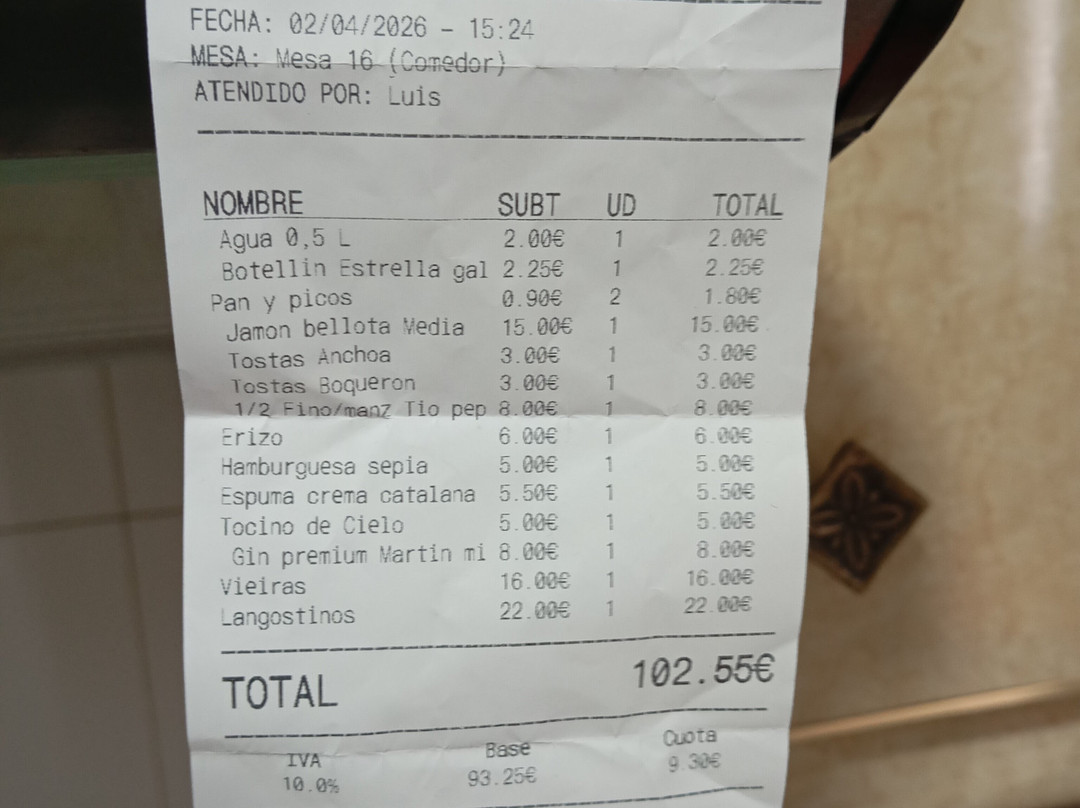 FECHA: 02/04/2026 - 15:24
MESA: Mesa 16 (Comedor)
ATENDIDO POR: Luis
NOMBRE SUBT UD TOTAL
Agua 0,5 L 2.00€ 1 2.00€
Botellin Estrella gal 2.25€ 1 2.25€
Pan y picos 0.90€ 2 1.80€
Jamon bellota Media 15.00€ 1 15.00€
Tostas Anchoa 3.00€ 1 3.00€
Tostas Boqueron 3.00€ 1 3.00€
1/2 Fino/manz Tio pep 8.00€ 1 8.00€
Erizo 6.00€ 1 6.00€
Hamburguesa sepia 5.00€ 1 5.00€
Espuma crema catalana 5.50€ 1 5.50€
Tocino de Cielo 5.00€ 1 5.00€
Gin premium Martin mi 8.00€ 1 8.00€
Vieiras 16.00€ 1 16.00€
Langostinos 22.00€ 1 22.00€
TOTAL 102.55€
IVA Base Cuota
10.0% 93.25€ 9.30€